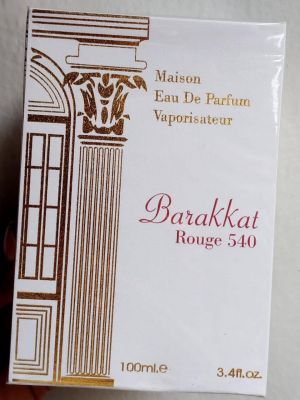 Maison
Eau De Parfum
Vaporisateur
Barakkat
Rouge 540
100ml.e 3.4fl.oz.